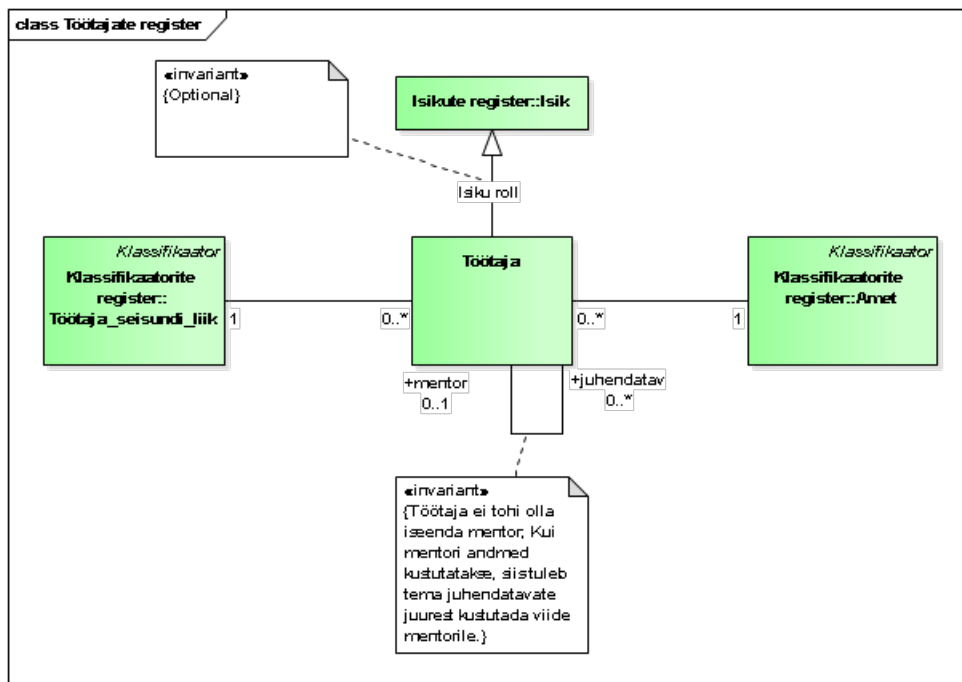 class Töötajate register
«invariant»
{Optional}
Isikute register::Isik
Isiku roll
Klassifikaator
Klassifikaatorite
register::
Töötaja_seisundi_liik
1
0..*
Töötaja
0..*
1
Klassifikaator
Klassifikaatorite
register::Amet
+mentor
0..1
+juhendatav
0..*
«invariant»
{Töötaja ei tohi olla
iseenda mentor; Kui
mentori andmed
kustutatakse, siis tuleb
tema juhendatavate
juurest kustutada viide
mentorile.}